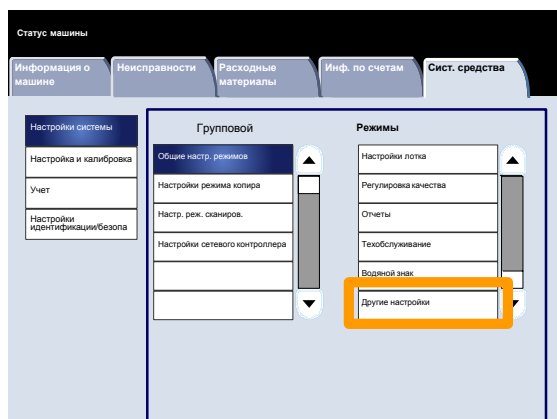 Статус машины
Информация о
машине
Неисправности
Расходные
материалы
Инф. по счетам
Сист. средства
Настройки системы
Настройка и калибровка
Учет
Настройки
идентификации/безопа
Групповой
Общие настр. режимов
Настройки режима копира
Настр. реж. сканиров.
Настройки сетевого контроллера
Режимы
Настройки лотка
Регулировка качества
Отчеты
Техобслуживание
Водяной знак
Другие настройки